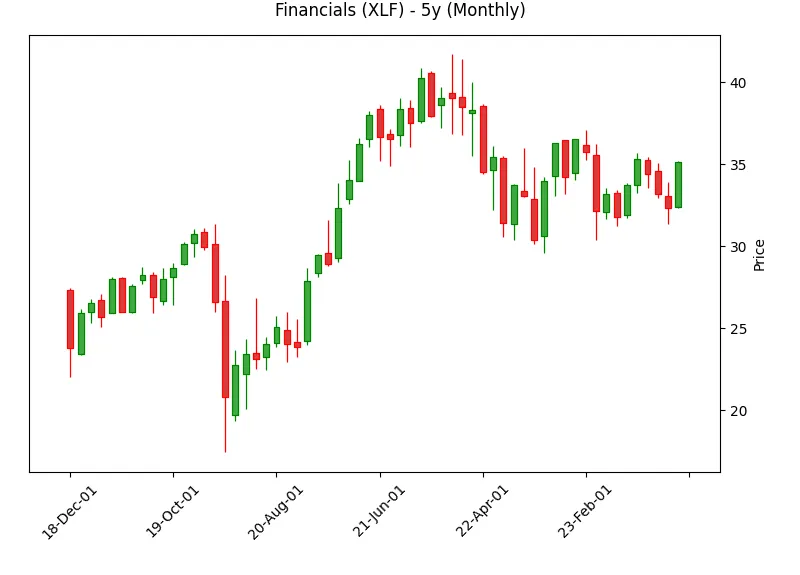 Financials (XLF) - 5y (Monthly)
40
35
30
25
20
Price
18-Dec-01
19-Oct-01
20-Aug-01
21-Jun-01
22-Apr-01
23-Feb-01